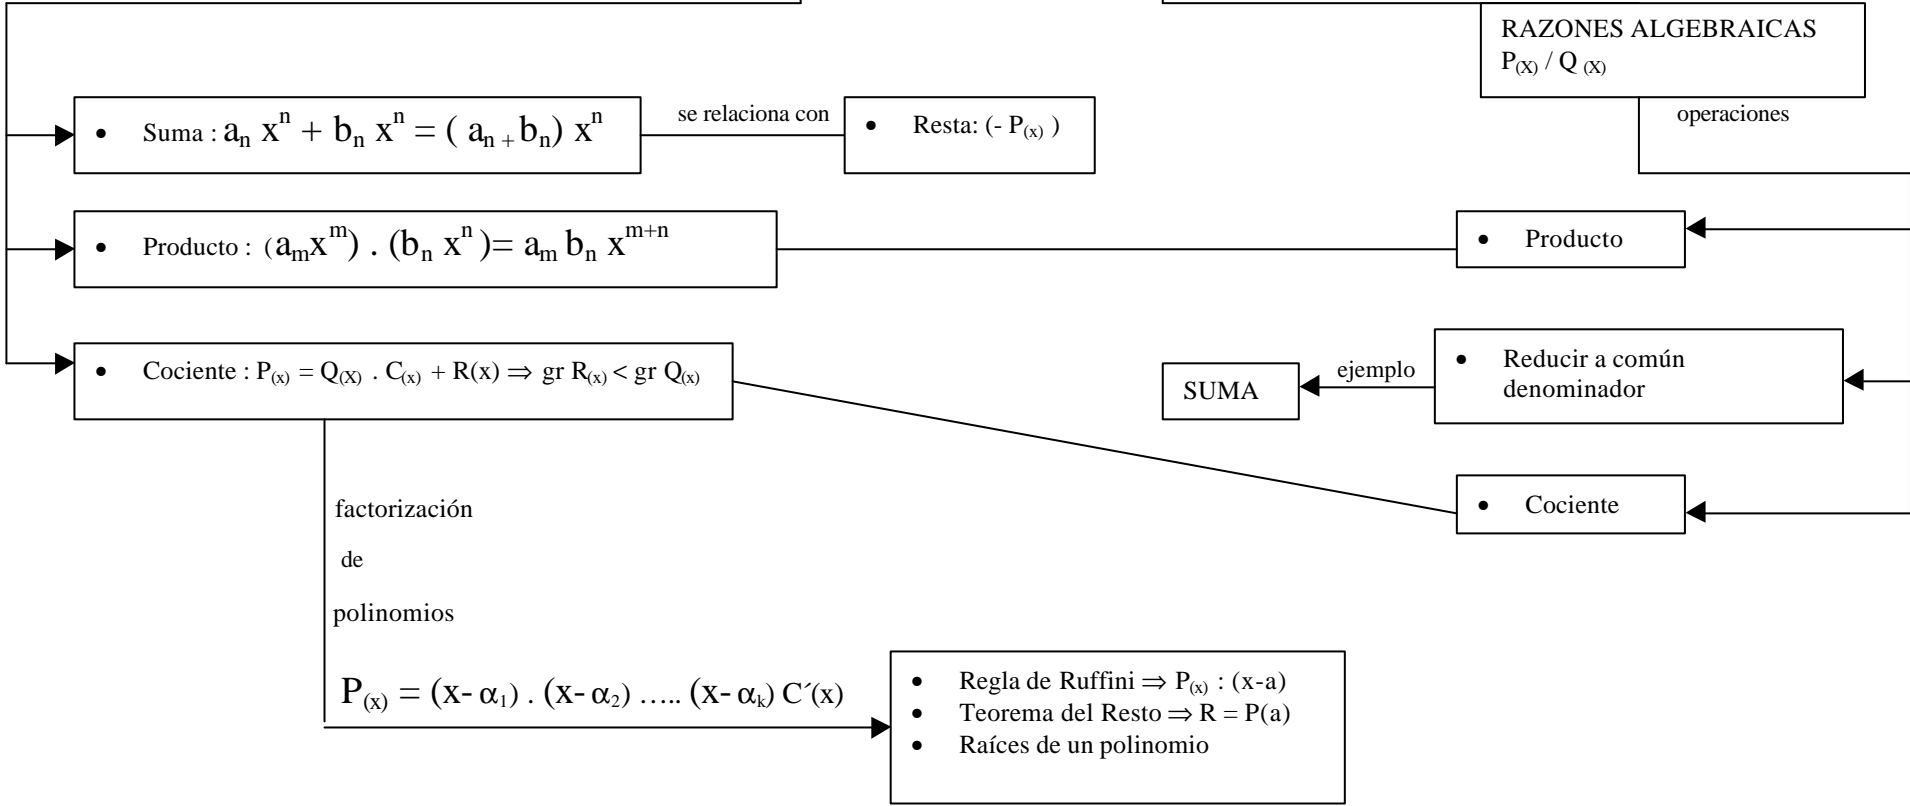 RAZONES ALGEBRAICAS
P(X) / Q (X)
operaciones
• Suma : aₙ xⁿ + bₙ xⁿ = ( aₙ ₊ bₙ) xⁿ
se relaciona con
• Resta: (- P(x) )
• Producto : (aₘxᵐ) . (bₙ xⁿ)= aₘ bₙ xᵐ⁺ⁿ
• Producto
• Cociente : P(x) = Q(X) . C(x) + R(x) ⇒ gr R(x) < gr Q(x)
SUMA
ejemplo
• Reducir a común
denominador
• Cociente
factorización
de
polinomios
P(x) = (x- α₁) . (x- α₂) ….. (x- αₖ) C´(x)
• Regla de Ruffini ⇒ P(x) : (x-a)
• Teorema del Resto ⇒ R = P(a)
• Raíces de un polinomio